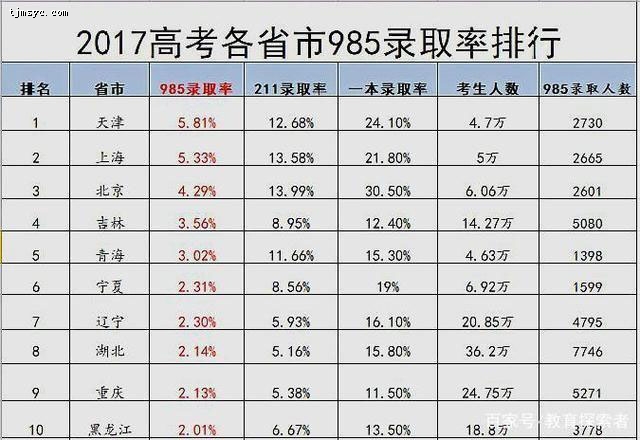 tjmsyc.com
2017高考各省市985录取率排行
排名 省市 985录取率 211录取率 一本录取率 考生人数 985录取人数
1 天津 5.81% 12.68% 24.10% 4.7万 2730
2 上海 5.33% 13.58% 21.80% 5万 2665
3 北京 4.29% 13.99% 30.50% 6.06万 2601
4 吉林 3.56% 8.95% 12.40% 14.27万 5080
5 青海 3.02% 11.66% 15.30% 4.63万 1398
6 宁夏 2.31% 8.56% 19% 6.92万 1599
7 辽宁 2.30% 5.93% 16.10% 20.85万 4795
8 湖北 2.14% 5.16% 15.80% 36.2万 7746
9 重庆 2.13% 5.38% 11.50% 24.75万 5271
10 黑龙江 2.01% 6.67% 13.50% 18.8万 3778
百家号/教育探索者